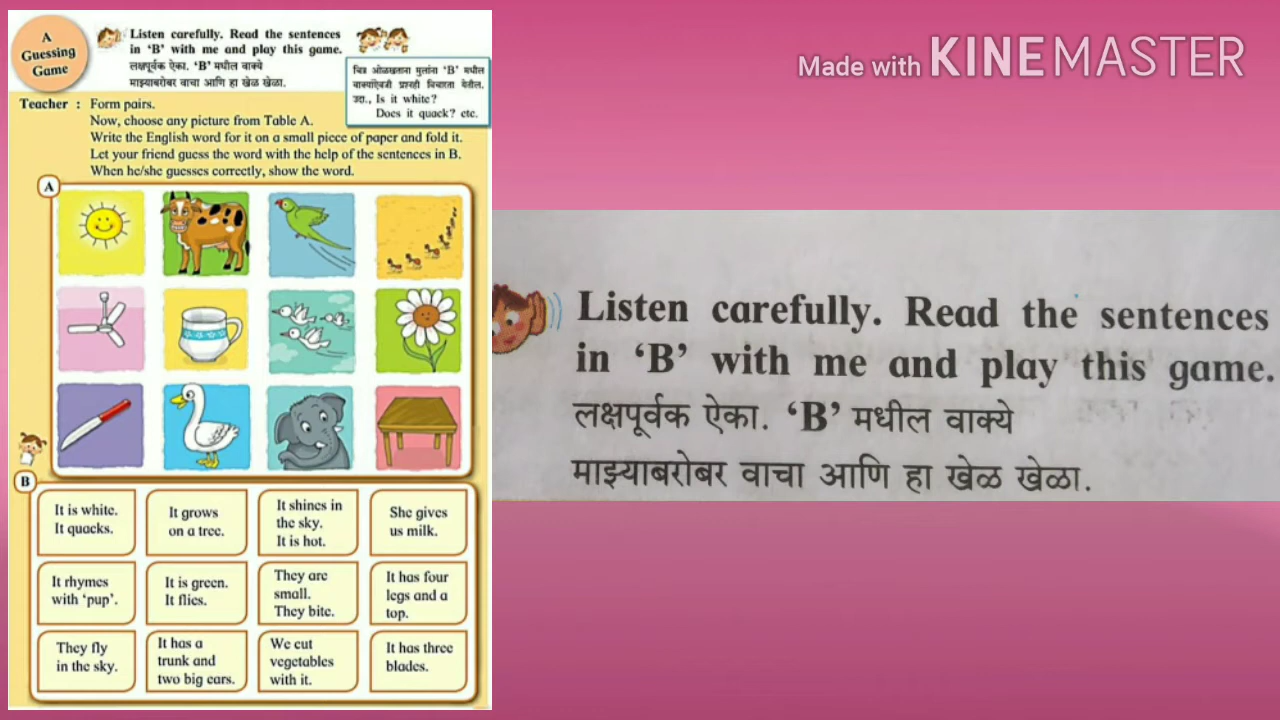 A
Guessing
Game
Listen carefully. Read the sentences
in ‘B’ with me and play this game.
लक्षपूर्वक ऐका. ‘B’ मधील वाक्ये
माझ्याबरोबर वाचा आणि हा खेळ खेळा.
चित्र ओळखताना मुलांना ‘B’ मधील
वाक्यांऐवजी प्रश्नही विचारता येतील.
उदा., Is it white?
Does it quack? etc.
Teacher : Form pairs.
Now, choose any picture from Table A.
Write the English word for it on a small piece of paper and fold it.
Let your friend guess the word with the help of the sentences in B.
When he/she guesses correctly, show the word.
A
B
It is white.
It quacks.
It grows
on a tree.
It shines in
the sky.
It is hot.
She gives
us milk.
It rhymes
with ‘pup’.
It is green.
It flies.
They are
small.
They bite.
It has four
legs and a
top.
They fly
in the sky.
It has a
trunk and
two big ears.
We cut
vegetables
with it.
It has three
blades.
Made with KINEMASTER
Listen carefully. Read the sentences
in ‘B’ with me and play this game.
लक्षपूर्वक ऐका. ‘B’ मधील वाक्ये
माझ्याबरोबर वाचा आणि हा खेळ खेळा.